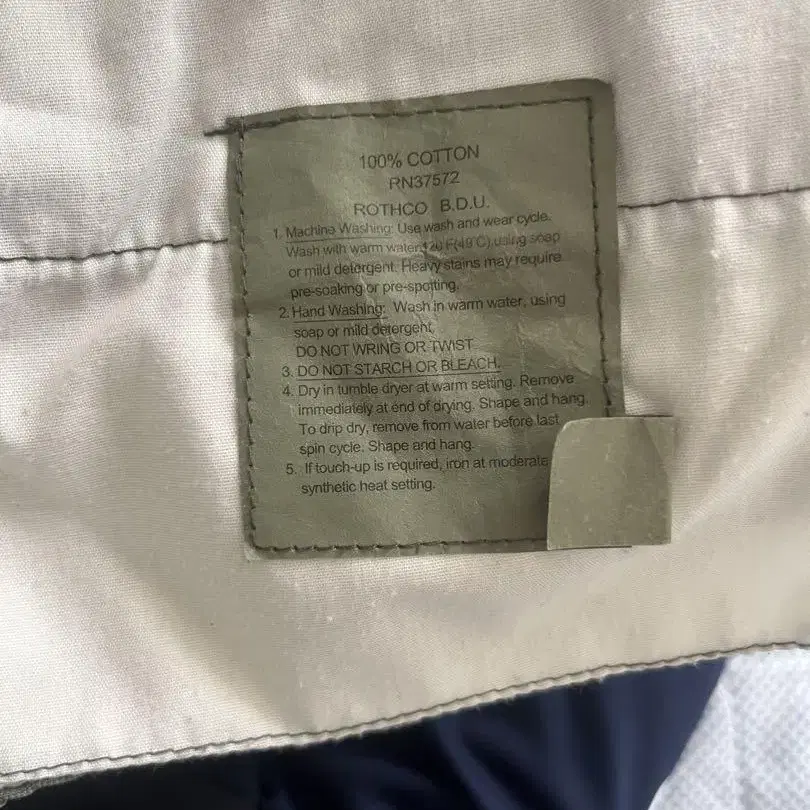 100% COTTON
RN37572
ROTHCO B.D.U.
1. Machine Washing: Use wash and wear cycle.
Wash with warm water 120 F(49°C) using soap
or mild detergent. Heavy stains may require
pre-soaking or pre-spotting.
2. Hand Washing: Wash in warm water, using
soap or mild detergent.
DO NOT WRING OR TWIST
3. DO NOT STARCH OR BLEACH.
4. Dry in tumble dryer at warm setting. Remove
immediately at end of drying. Shape and hang.
To drip dry, remove from water before last
spin cycle. Shape and hang.
5. If touch-up is required, iron at moderate
synthetic heat setting.